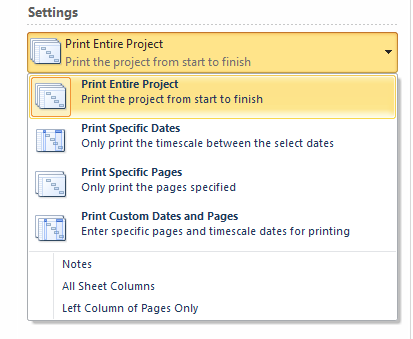 Settings
Print Entire Project
Print the project from start to finish
Print Entire Project
Print the project from start to finish
Print Specific Dates
Only print the timescale between the select dates
Print Specific Pages
Only print the pages specified
Print Custom Dates and Pages
Enter specific pages and timescale dates for printing
Notes
All Sheet Columns
Left Column of Pages Only